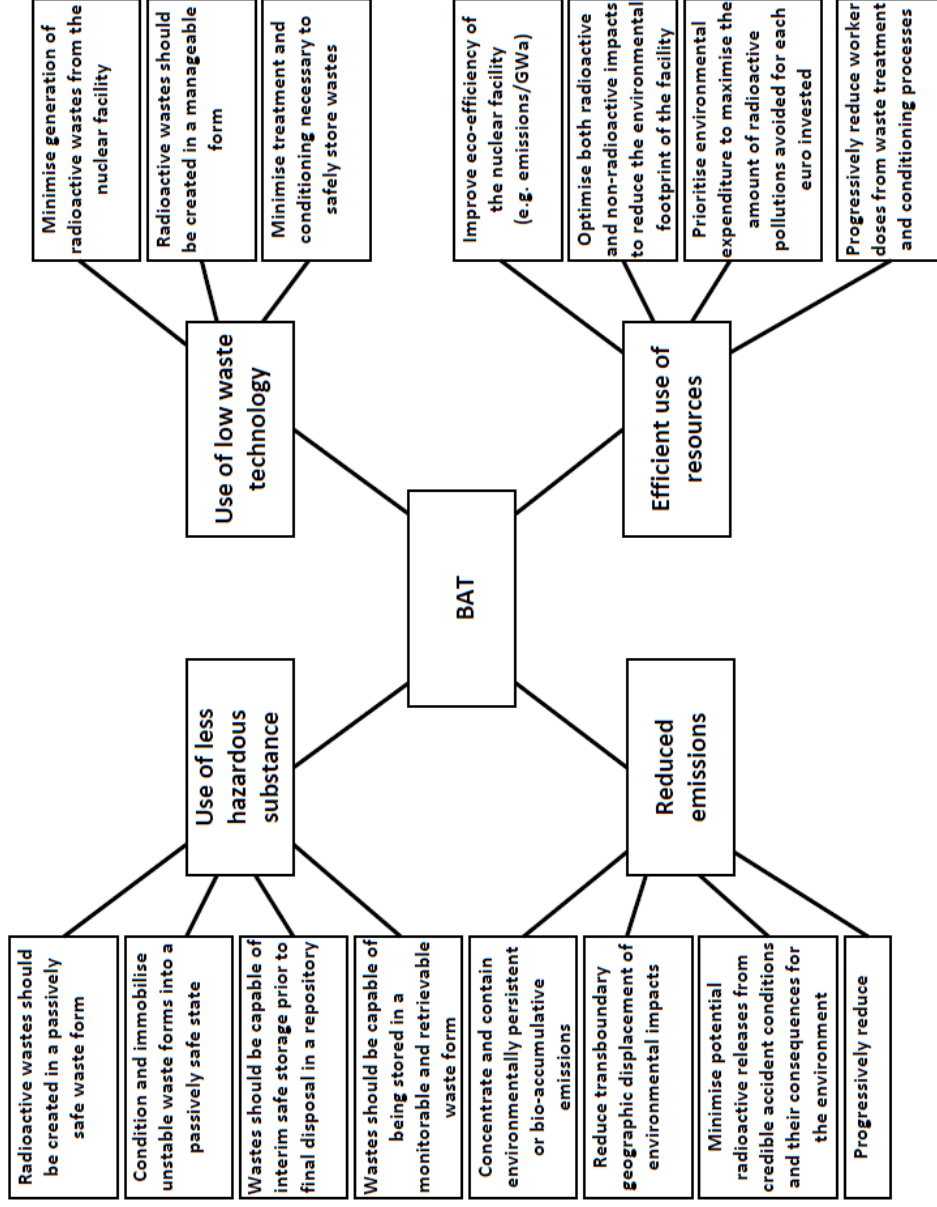 Radioactive wastes should
be created in a passively
safe waste form
Condition and immobilise
unstable waste forms into a
passively safe state
Wastes should be capable of
interim safe storage prior to
final disposal in a repository
Wastes should be capable of
being stored in a
monitorable and retrievable
waste form
Concentrate and contain
environmentally persistent
or bio-accumulative
emissions
Reduce transboundary
geographic displacement of
environmental impacts
Minimise potential
radioactive releases from
credible accident conditions
and their consequences for
the environment
Progressively reduce
Use of less
hazardous
substance
Reduced
emissions
BAT
Use of low waste
technology
Efficient use of
resources
Minimise generation of
radioactive wastes from the
nuclear facility
Radioactive wastes should
be created in a manageable
form
Minimise treatment and
conditioning necessary to
safely store wastes
Improve eco-efficiency of
the nuclear facility
(e.g. emissions/GWa)
Optimise both radioactive
and non-radioactive impacts
to reduce the environmental
footprint of the facility
Prioritise environmental
expenditure to maximise the
amount of radioactive
pollutions avoided for each
euro invested
Progressively reduce worker
doses from waste treatment
and conditioning processes